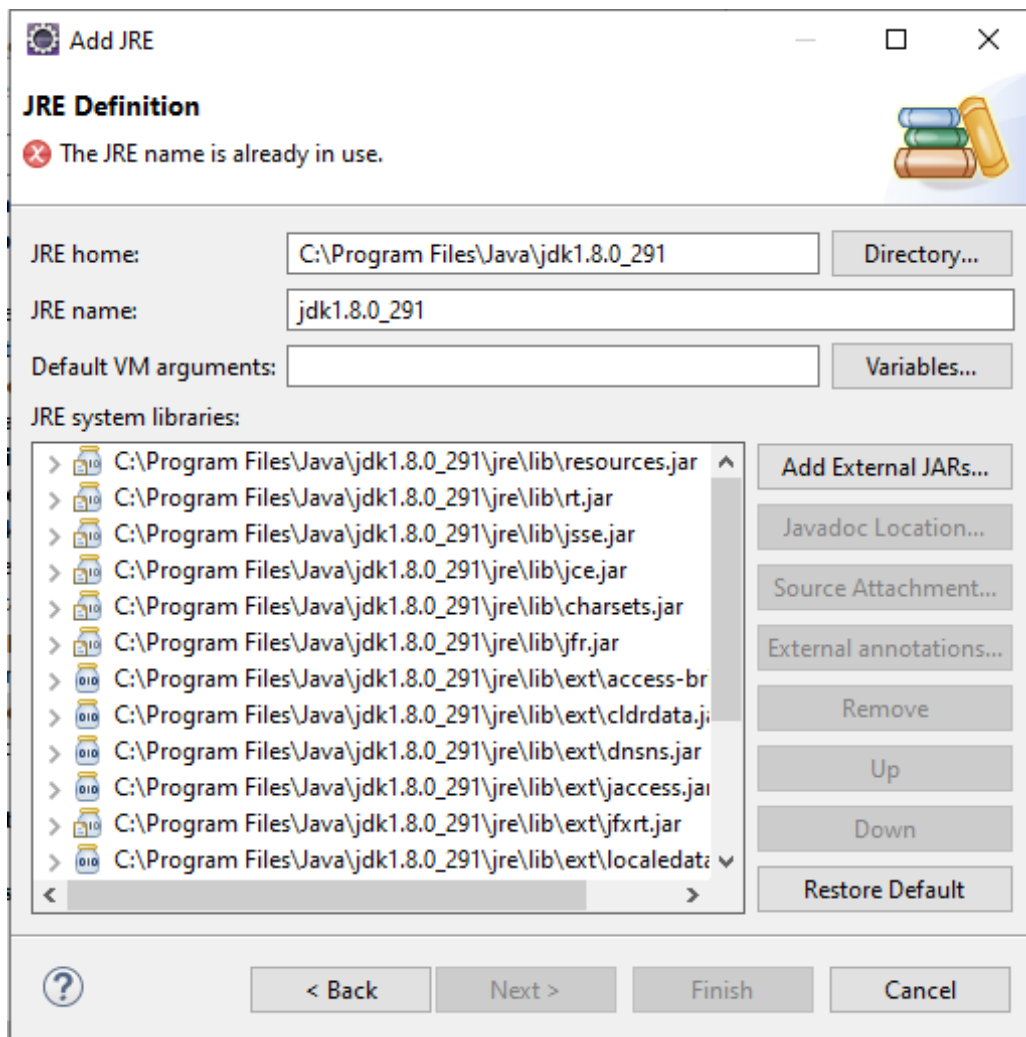 Add JRE
JRE Definition
The JRE name is already in use.
JRE home: C:\Program Files\Java\jdk1.8.0_291 Directory...
JRE name: jdk1.8.0_291
Default VM arguments: Variables...
JRE system libraries:
C:\Program Files\Java\jdk1.8.0_291\jre\lib\resources.jar Add External JARs...
C:\Program Files\Java\jdk1.8.0_291\jre\lib\rt.jar
C:\Program Files\Java\jdk1.8.0_291\jre\lib\jsse.jar Javadoc Location...
C:\Program Files\Java\jdk1.8.0_291\jre\lib\jce.jar
C:\Program Files\Java\jdk1.8.0_291\jre\lib\charsets.jar Source Attachment...
C:\Program Files\Java\jdk1.8.0_291\jre\lib\jfr.jar External annotations...
C:\Program Files\Java\jdk1.8.0_291\jre\lib\ext\access-br
C:\Program Files\Java\jdk1.8.0_291\jre\lib\ext\cldrdata.ja Remove
C:\Program Files\Java\jdk1.8.0_291\jre\lib\ext\dnsns.jar Up
C:\Program Files\Java\jdk1.8.0_291\jre\lib\ext\jaccess.jar
C:\Program Files\Java\jdk1.8.0_291\jre\lib\ext\jfxrt.jar Down
C:\Program Files\Java\jdk1.8.0_291\jre\lib\ext\localedata
Restore Default
? < Back Next > Finish Cancel